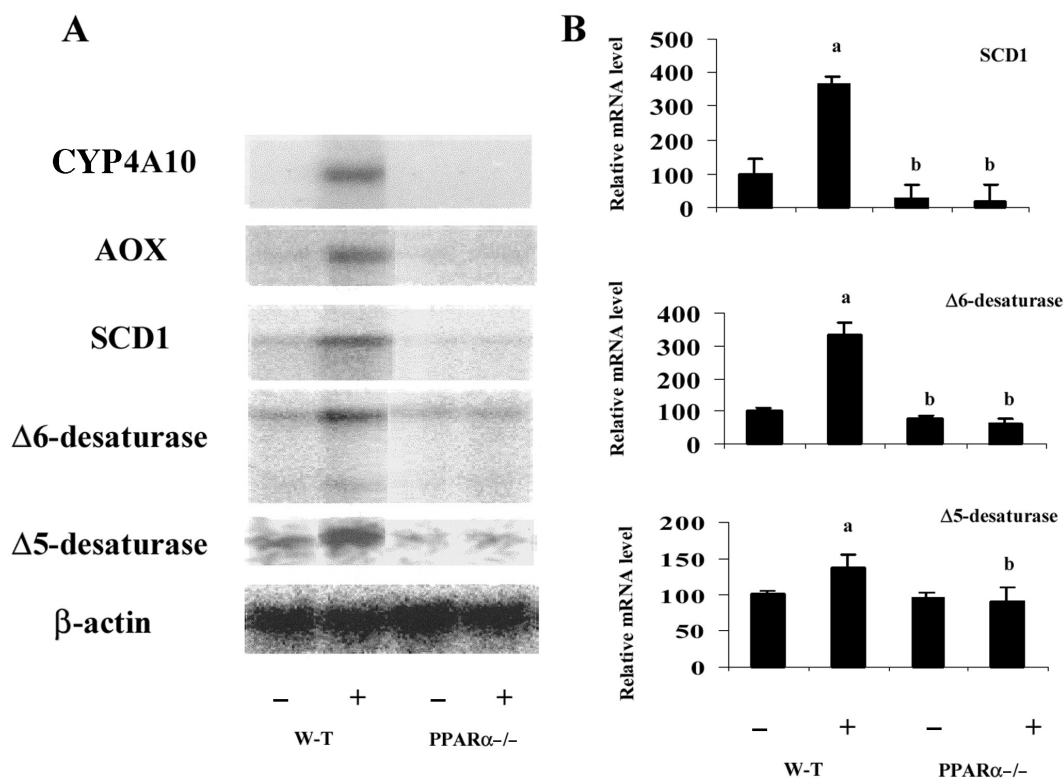 A
CYP4A10
AOX
SCD1
Δ6-desaturase
Δ5-desaturase
β-actin
− + − +
W-T PPARα−/−
B
SCD1
Relative mRNA level
500
400
300
200
100
0
a
b b
Δ6-desaturase
Relative mRNA level
400
300
200
100
0
a
b b
Δ5-desaturase
Relative mRNA level
200
150
100
50
0
a
b
− + − +
W-T PPARα−/−